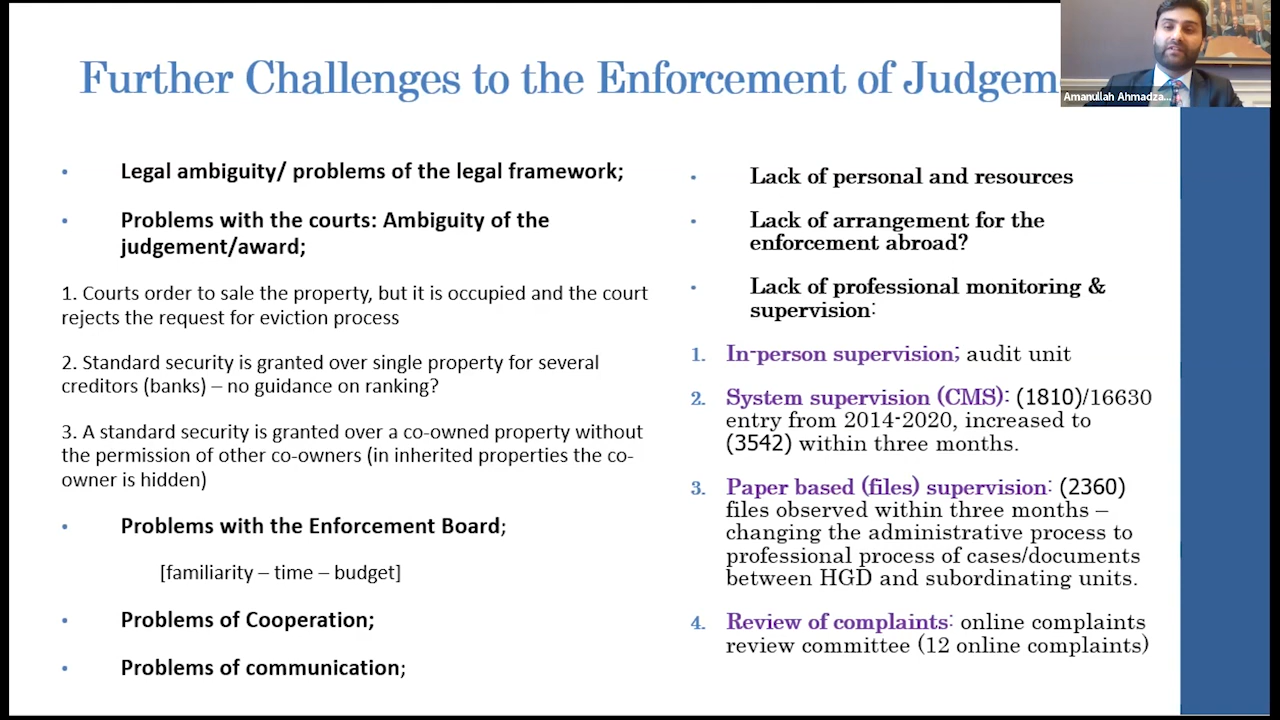 Further Challenges to the Enforcement of Judgem
Amanullah Ahmadza...
• Legal ambiguity/ problems of the legal framework;
• Problems with the courts: Ambiguity of the
judgement/award;
1. Courts order to sale the property, but it is occupied and the court
rejects the request for eviction process
2. Standard security is granted over single property for several
creditors (banks) – no guidance on ranking?
3. A standard security is granted over a co-owned property without
the permission of other co-owners (in inherited properties the co-
owner is hidden)
• Problems with the Enforcement Board;
[familiarity – time – budget]
• Problems of Cooperation;
• Problems of communication;
• Lack of personal and resources
• Lack of arrangement for the
enforcement abroad?
• Lack of professional monitoring &
supervision:
1. In-person supervision; audit unit
2. System supervision (CMS): (1810)/16630
entry from 2014-2020, increased to
(3542) within three months.
3. Paper based (files) supervision: (2360)
files observed within three months –
changing the administrative process to
professional process of cases/documents
between HGD and subordinating units.
4. Review of complaints: online complaints
review committee (12 online complaints)